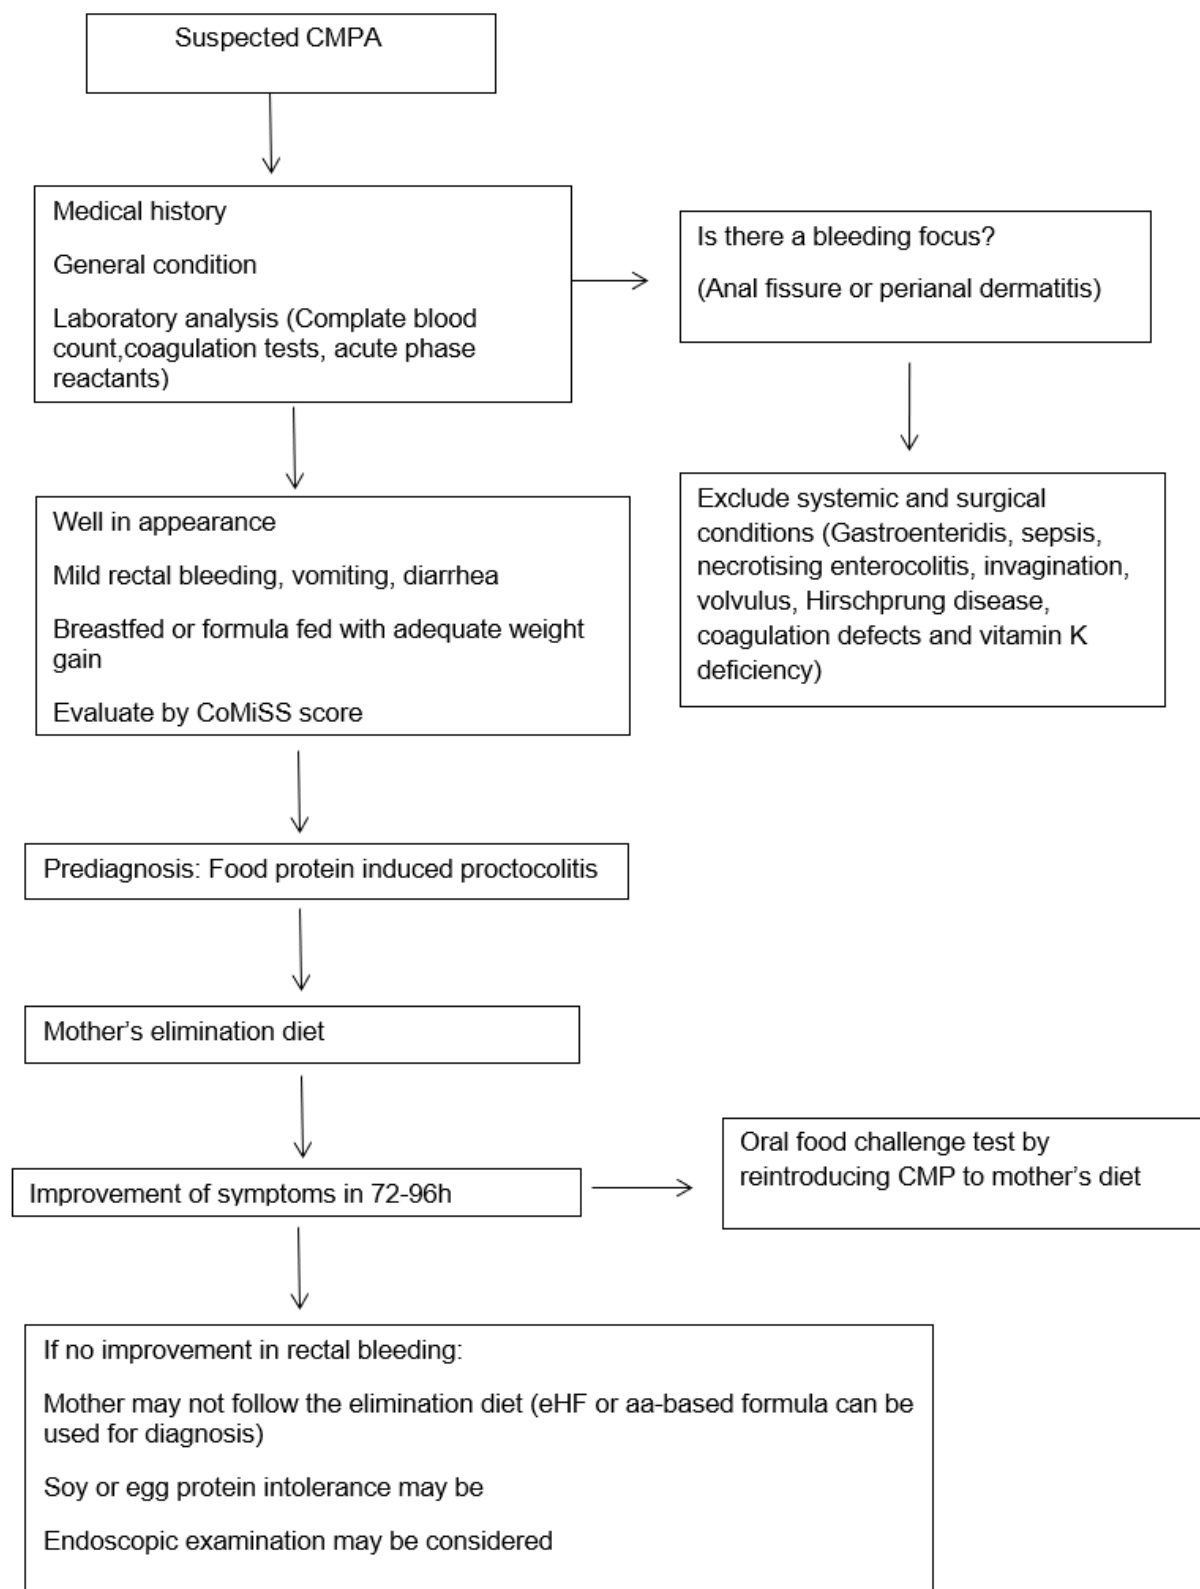 Suspected CMPA
Medical history
General condition
Laboratory analysis (Complate blood
count,coagulation tests, acute phase
reactants)
Is there a bleeding focus?
(Anal fissure or perianal dermatitis)
Well in appearance
Mild rectal bleeding, vomiting, diarrhea
Breastfed or formula fed with adequate weight
gain
Evaluate by CoMiSS score
Exclude systemic and surgical
conditions (Gastroenteridis, sepsis,
necrotising enterocolitis, invagination,
volvulus, Hirschprung disease,
coagulation defects and vitamin K
deficiency)
Prediagnosis: Food protein induced proctocolitis
Mother’s elimination diet
Improvement of symptoms in 72-96h
Oral food challenge test by
reintroducing CMP to mother’s diet
If no improvement in rectal bleeding:
Mother may not follow the elimination diet (eHF or aa-based formula can be
used for diagnosis)
Soy or egg protein intolerance may be
Endoscopic examination may be considered